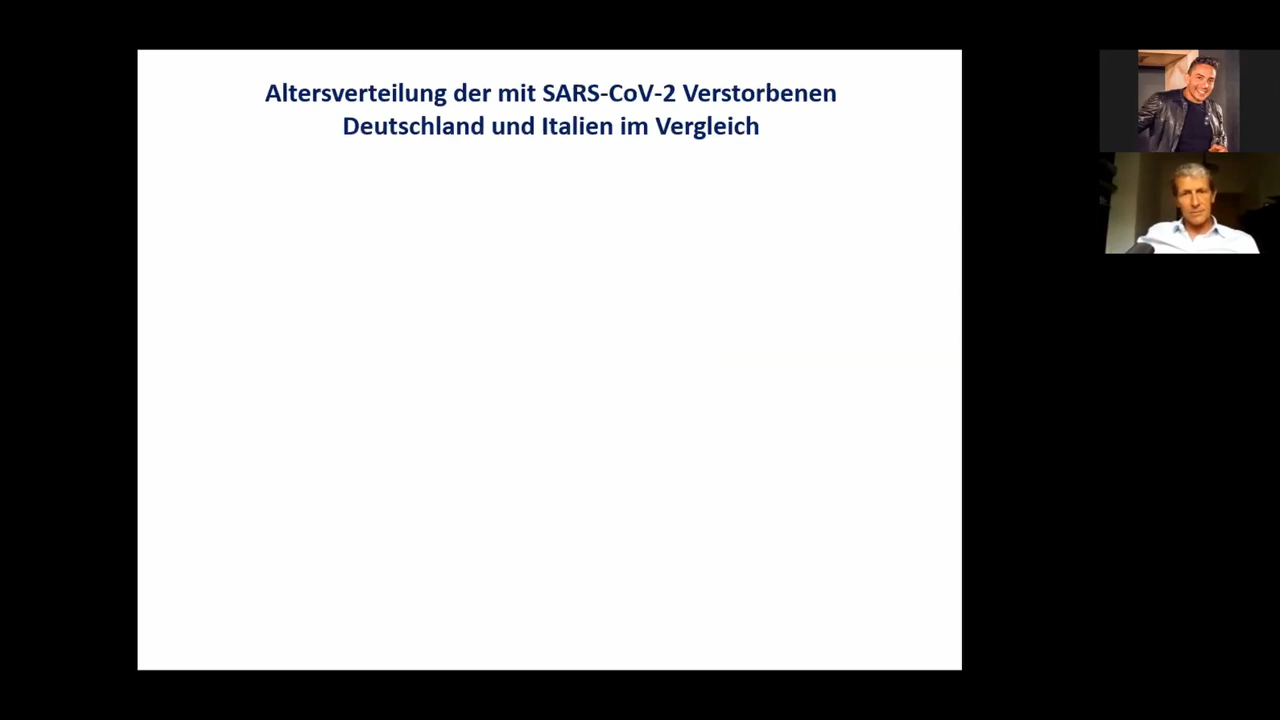 Altersverteilung der mit SARS-CoV-2 Verstorbenen
Deutschland und Italien im Vergleich